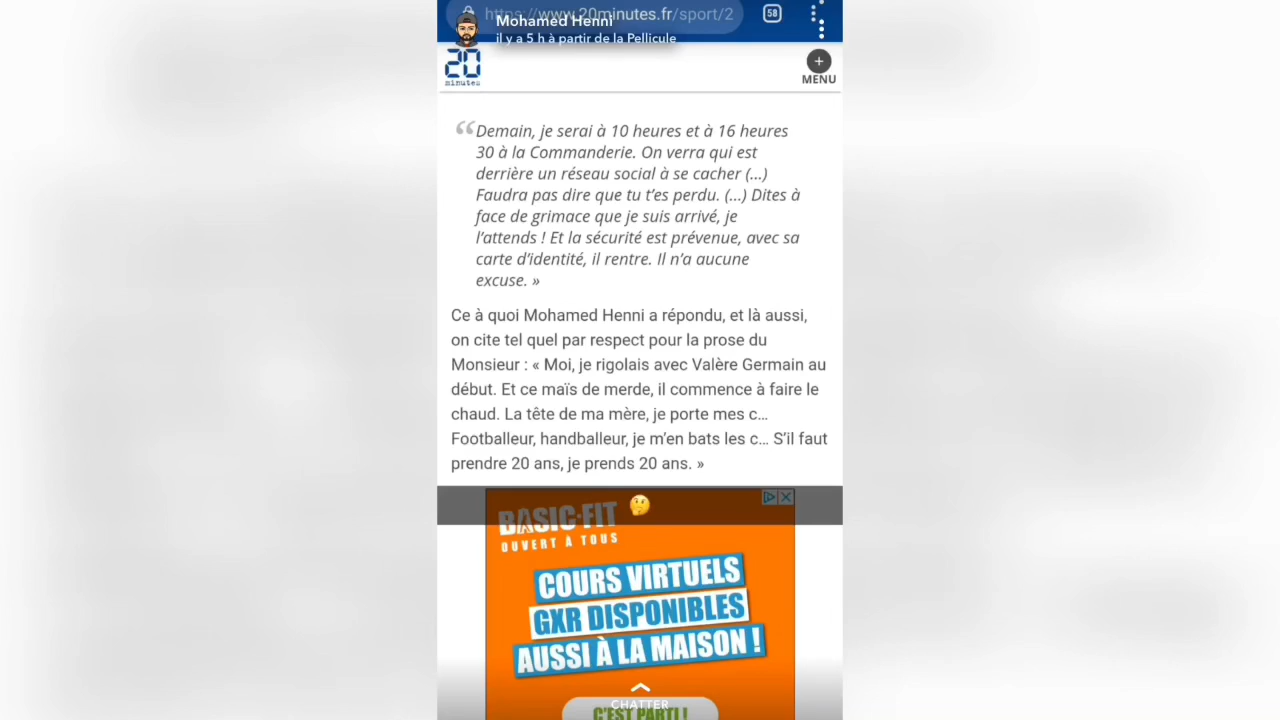 https://www.20minutes.fr/sport/2
58
Mohamed Henni
il y a 5 h à partir de la Pellicule
20
minutes
MENU
“Demain, je serai à 10 heures et à 16 heures
30 à la Commanderie. On verra qui est
derrière un réseau social à se cacher (...)
Faudra pas dire que tu t’es perdu. (...) Dites à
face de grimace que je suis arrivé, je
l’attends ! Et la sécurité est prévenue, avec sa
carte d’identité, il rentre. Il n’a aucune
excuse. »
Ce à quoi Mohamed Henni a répondu, et là aussi,
on cite tel quel par respect pour la prose du
Monsieur : « Moi, je rigolais avec Valère Germain au
début. Et ce maïs de merde, il commence à faire le
chaud. La tête de ma mère, je porte mes c...
Footballeur, handballeur, je m’en bats les c... S’il faut
prendre 20 ans, je prends 20 ans. »
BASIC-FIT
OUVERT À TOUS
COURS VIRTUELS
GXR DISPONIBLES
AUSSI À LA MAISON !
CHATTER
C'EST PARTI !